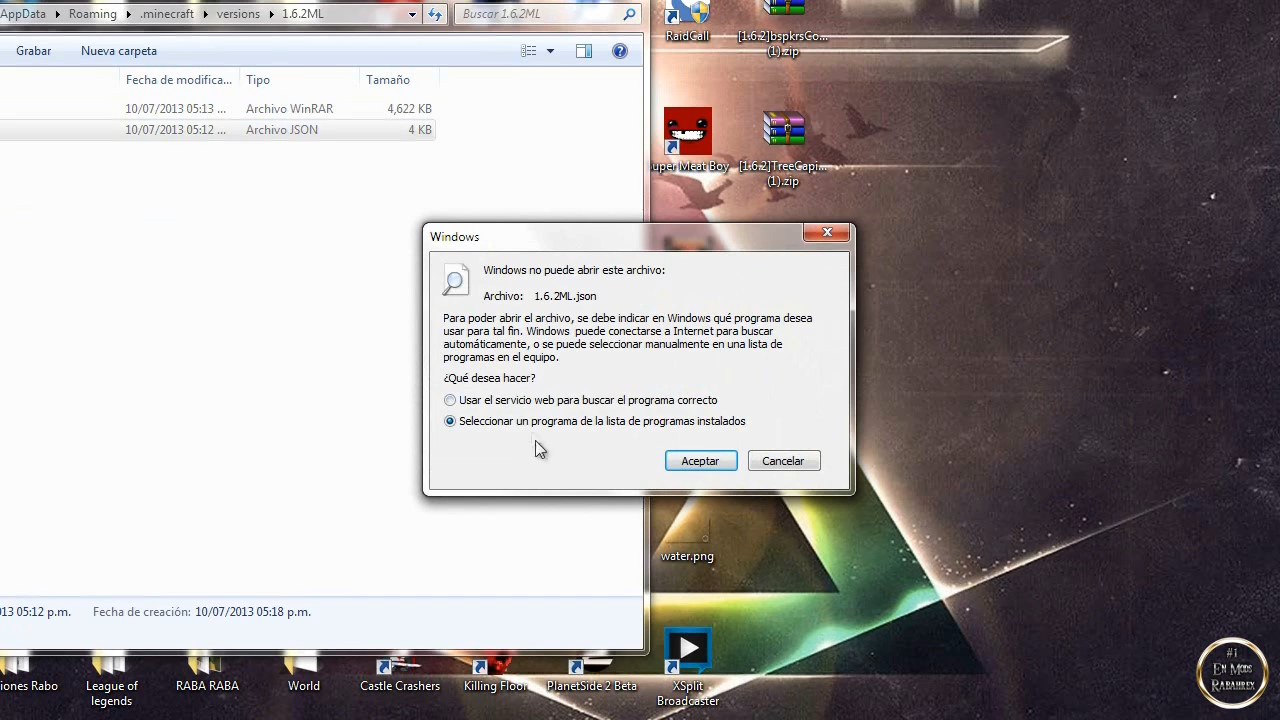 AppData
Roaming
.minecraft
versions
1.6.2ML
Buscar 1.6.2ML
Grabar
Nueva carpeta
Fecha de modifica...
Tipo
Tamaño
10/07/2013 05:13 ...
Archivo WinRAR
4,622 KB
10/07/2013 05:12 ...
Archivo JSON
4 KB
RaidCall
[1.6.2]bspkrsCo...
(1).zip
uper Meat Boy
[1.6.2]TreeCapi...
(1).zip
Windows
Windows no puede abrir este archivo:
Archivo: 1.6.2ML.json
Para poder abrir el archivo, se debe indicar en Windows qué programa desea
usar para tal fin. Windows puede conectarse a Internet para buscar
automáticamente, o se puede seleccionar manualmente en una lista de
programas en el equipo.
¿Qué desea hacer?
Usar el servicio web para buscar el programa correcto
Seleccionar un programa de la lista de programas instalados
Aceptar
Cancelar
water.png
13 05:12 p.m.
Fecha de creación: 10/07/2013 05:18 p.m.
iones Rabo
League of
legends
RABA RABA
World
Castle Crashers
Killing Floor
PlanetSide 2 Beta
XSplit
Broadcaster
#1
En Mods
Rabahrex